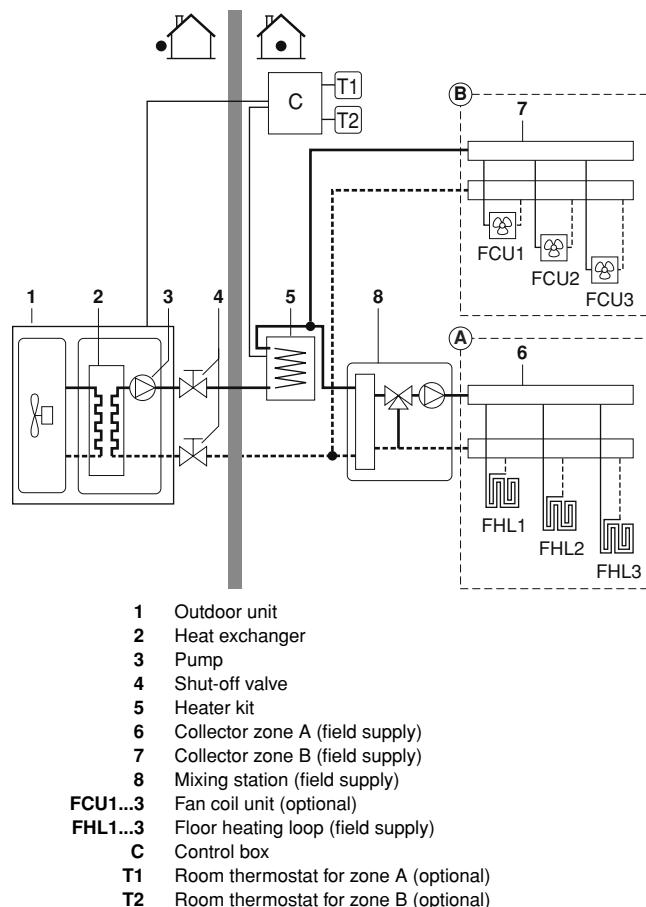 T1
C
T2
B
7
FCU1
FCU2
FCU3
1
2
3
4
5
8
A
6
FHL1
FHL2
FHL3
1 Outdoor unit
2 Heat exchanger
3 Pump
4 Shut-off valve
5 Heater kit
6 Collector zone A (field supply)
7 Collector zone B (field supply)
8 Mixing station (field supply)
FCU1...3 Fan coil unit (optional)
FHL1...3 Floor heating loop (field supply)
C Control box
T1 Room thermostat for zone A (optional)
T2 Room thermostat for zone B (optional)